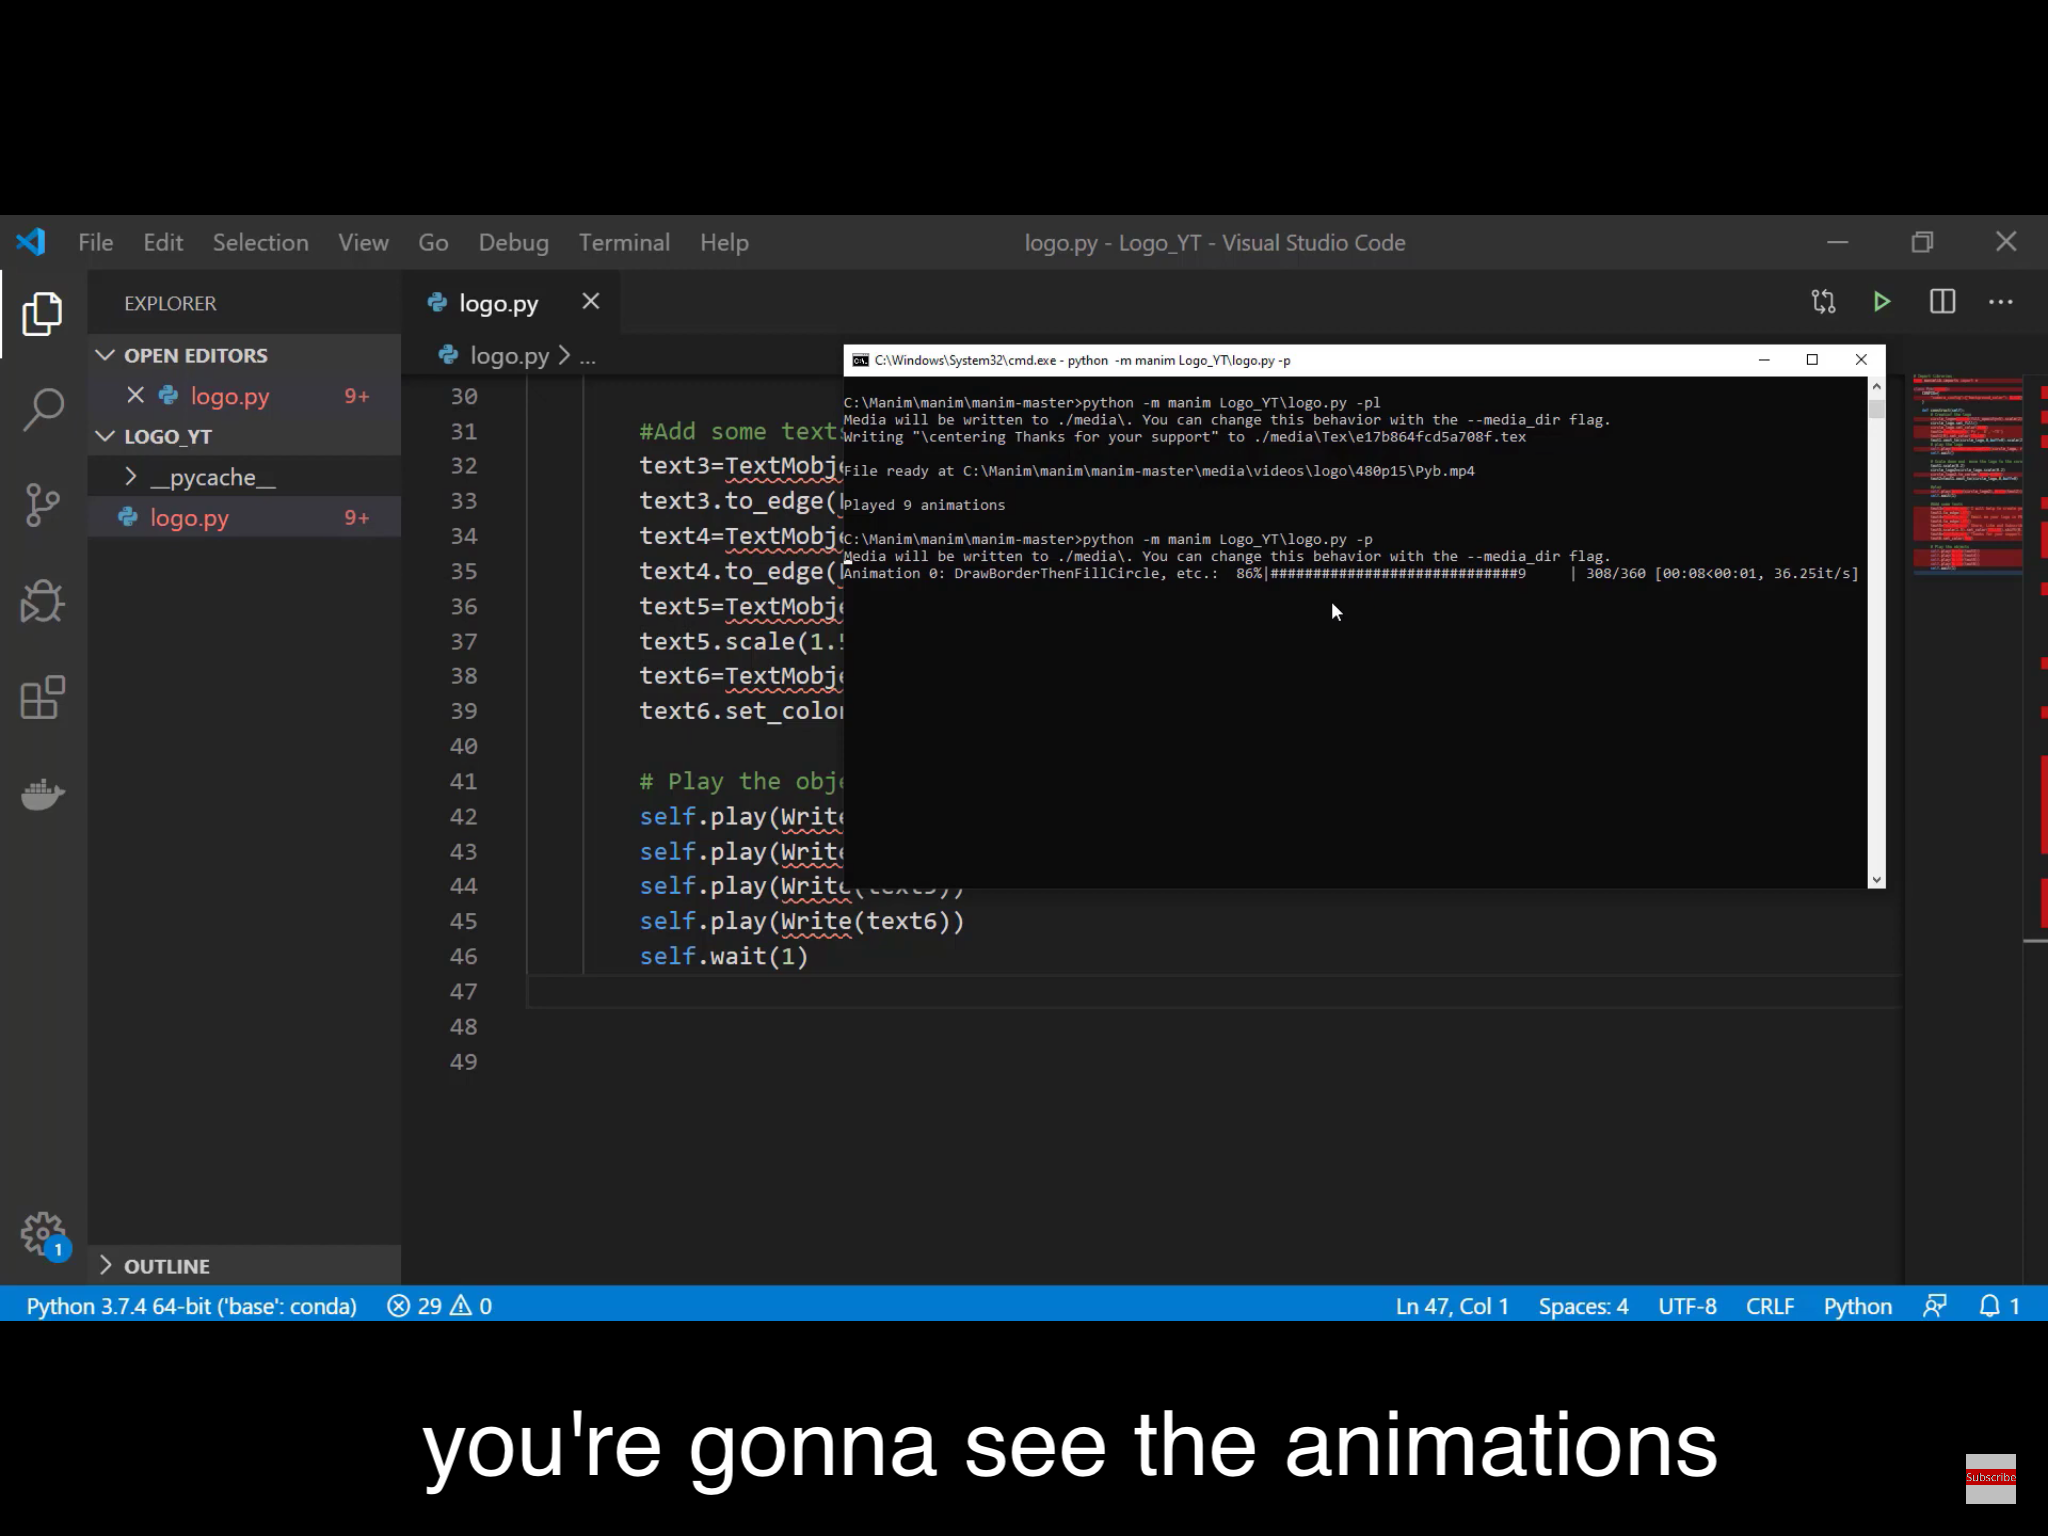 File Edit Selection View Go Debug Terminal Help
logo.py - Logo_YT - Visual Studio Code
EXPLORER
OPEN EDITORS
logo.py 9+
LOGO_YT
__pycache__
logo.py 9+
OUTLINE
logo.py
logo.py > ...
30
31 #Add some texts
32 text3=TextMobje
33 text3.to_edge(
34 text4=TextMobje
35 text4.to_edge(
36 text5=TextMobje
37 text5.scale(1.5
38 text6=TextMobje
39 text6.set_color
40
41 # Play the obje
42 self.play(Write
43 self.play(Write
44 self.play(Write(text5))
45 self.play(Write(text6))
46 self.wait(1)
47
48
49
C:\Windows\System32\cmd.exe - python -m manim Logo_YT\logo.py -p
C:\Manim\manim\manim-master>python -m manim Logo_YT\logo.py -pl
Media will be written to ./media\. You can change this behavior with the --media_dir flag.
Writing "\centering Thanks for your support" to ./media\Tex\e17b864fcd5a708f.tex
File ready at C:\Manim\manim\manim-master\media\videos\logo\480p15\Pyb.mp4
Played 9 animations
C:\Manim\manim\manim-master>python -m manim Logo_YT\logo.py -p
Media will be written to ./media\. You can change this behavior with the --media_dir flag.
Animation 0: DrawBorderThenFillCircle, etc.: 86%|#############################9 | 308/360 [00:08<00:01, 36.25it/s]
1
Python 3.7.4 64-bit ('base': conda) 29 0
Ln 47, Col 1 Spaces: 4 UTF-8 CRLF Python 1
you're gonna see the animations
Subscribe